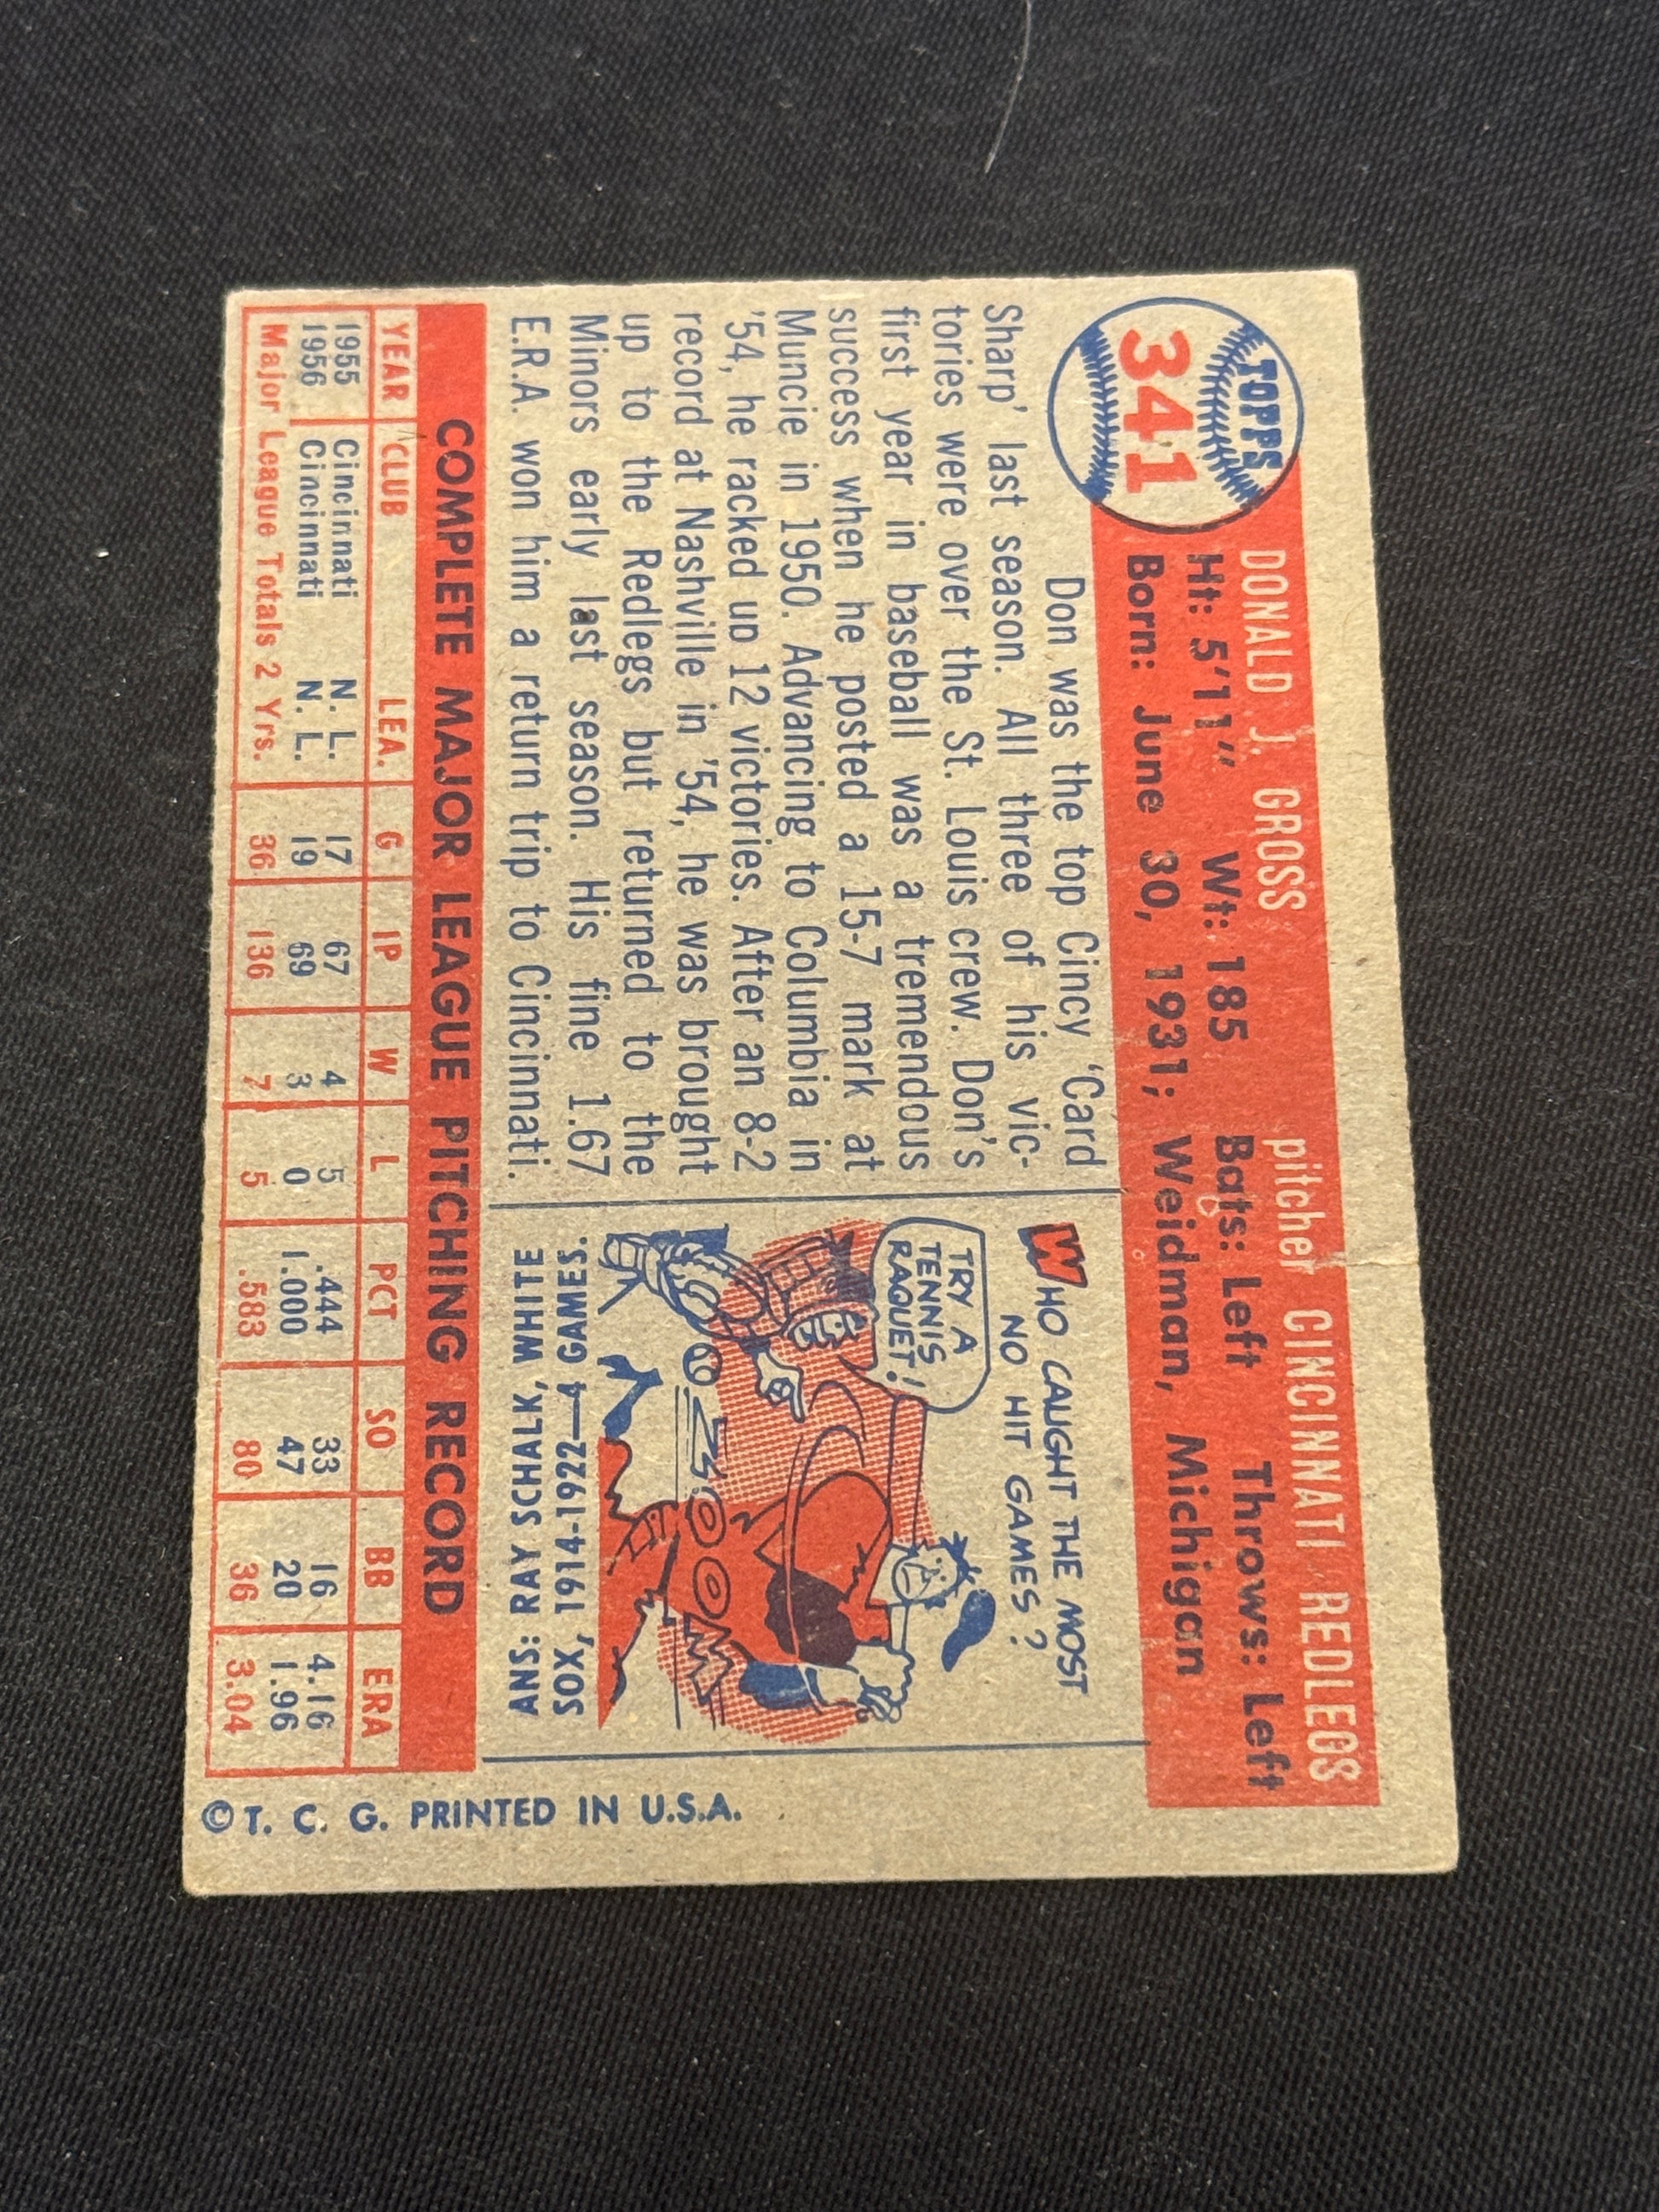 TOPPS
341
DONALD J. GROSS pitcher CINCINNATI REDLEGS
Ht: 5'11" Wt: 185 Bats: Left Throws: Left
Born: June 30, 1931; Weidman, Michigan
Don was the top Cincy 'Card
Sharp' last season. All three of his vic-
tories were over the St. Louis crew. Don's
first year in baseball was a tremendous
success when he posted a 15-7 mark at
Muncie in 1950. Advancing to Columbia in
'54, he racked up 12 victories. After an 8-2
record at Nashville in '54, he was brought
up to the Redlegs but returned to the
Minors early last season. His fine 1.67
E.R.A. won him a return trip to Cincinnati.
WHO CAUGHT THE MOST
NO HIT GAMES?
TRY A
TENNIS
RAQUET!
ANS: RAY SCHALK, WHITE
SOX, 1914-1922—4 GAMES.
COMPLETE MAJOR LEAGUE PITCHING RECORD
YEAR CLUB LEA. G IP W L PCT SO BB ERA
1955 Cincinnati N. L. 17 67 4 5 .444 33 16 4.16
1956 Cincinnati N. L. 19 69 3 0 1.000 47 20 1.96
Major League Totals 2 Yrs. 36 136 7 5 .583 80 36 3.04
© T. C. G. PRINTED IN U.S.A.